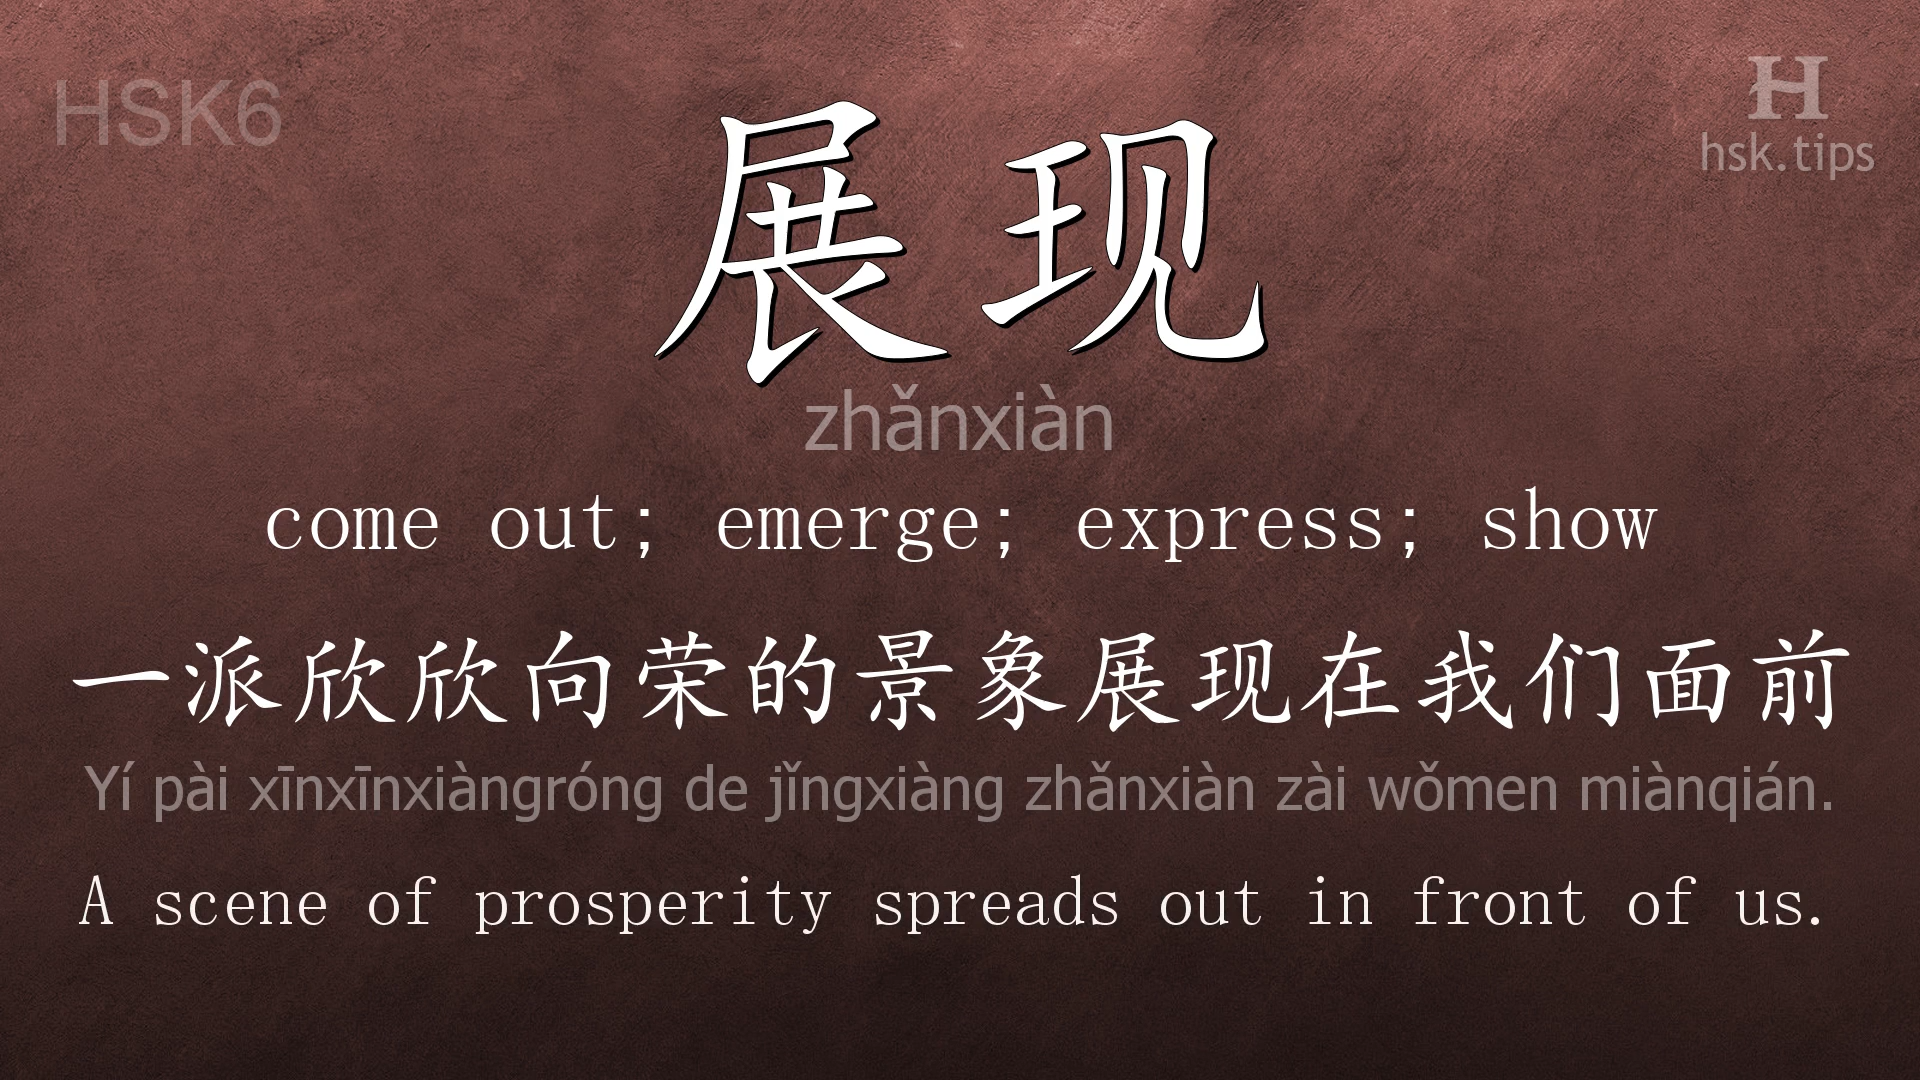 HSK6
H
hsk.tips
展现
zhǎnxiàn
come out; emerge; express; show
一派欣欣向荣的景象展现在我们面前
Yí pài xīnxīnxiàngróng de jǐngxiàng zhǎnxiàn zài wǒmen miànqián.
A scene of prosperity spreads out in front of us.